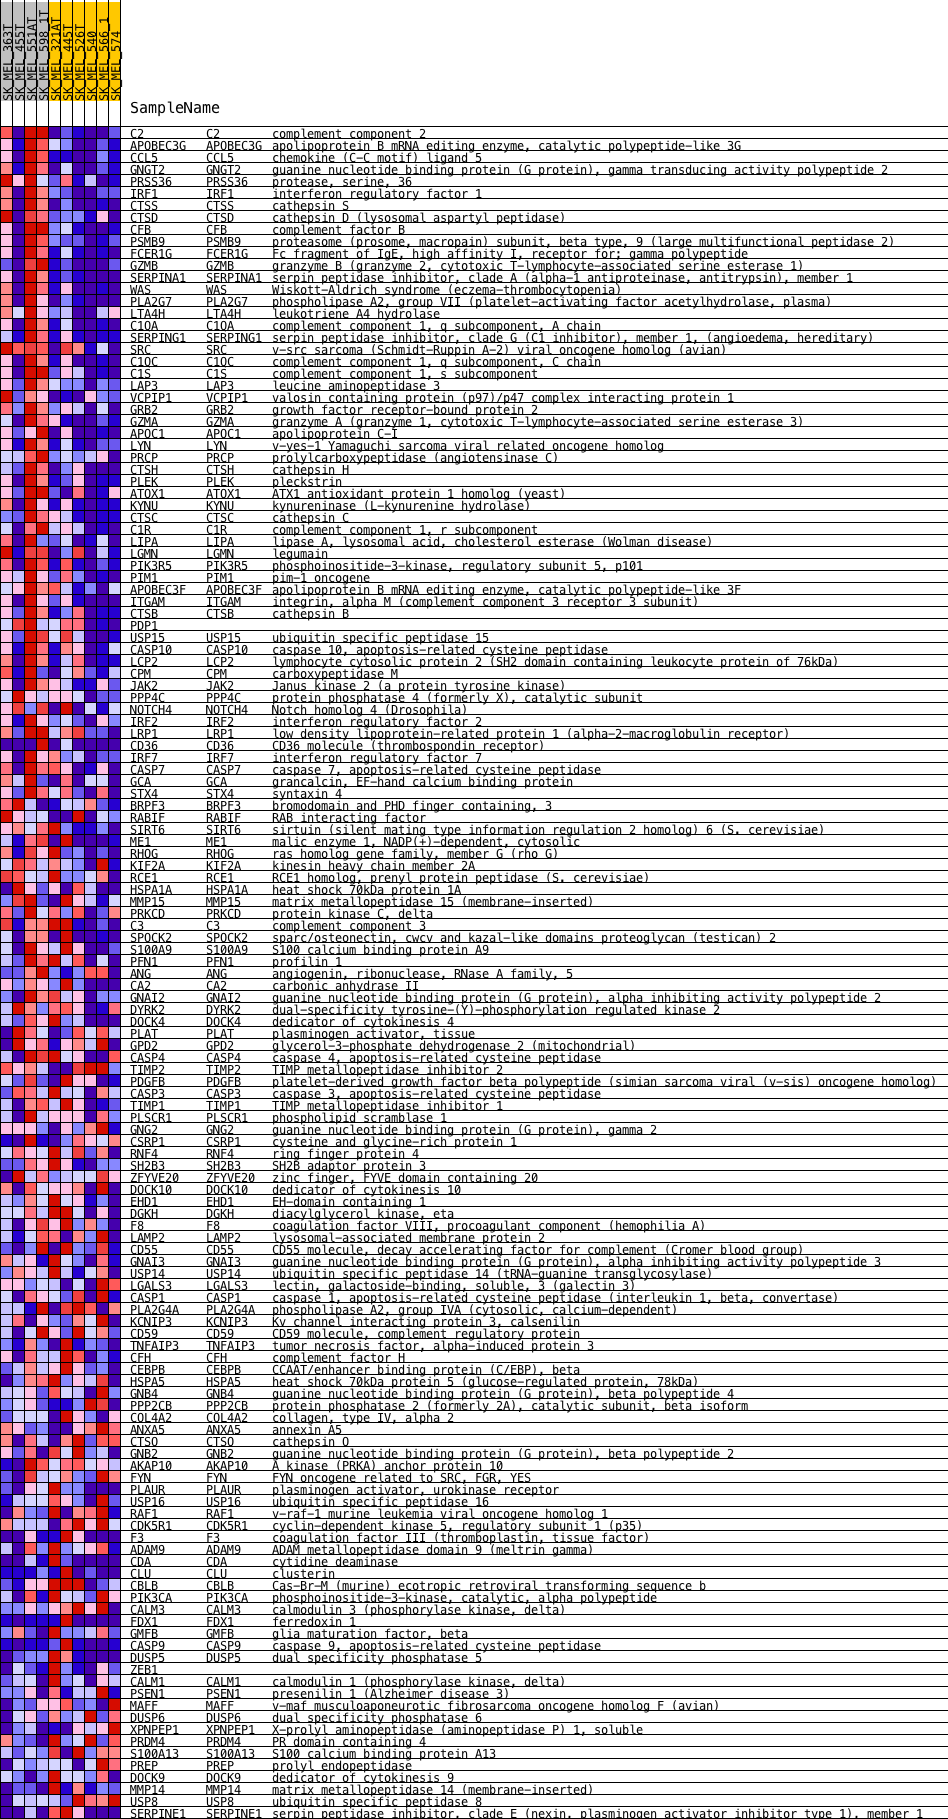 SK_MEL_363T
SK_MEL_455T
SK_MEL_551AT
SK_MEL_598_1T
SK_MEL_321AT
SK_MEL_445T
SK_MEL_526T
SK_MEL_540
SK_MEL_566_1
SK_MEL_574
SampleName
C2 C2 complement component 2
APOBEC3G APOBEC3G apolipoprotein B mRNA editing enzyme, catalytic polypeptide-like 3G
CCL5 CCL5 chemokine (C-C motif) ligand 5
GNGT2 GNGT2 guanine nucleotide binding protein (G protein), gamma transducing activity polypeptide 2
PRSS36 PRSS36 protease, serine, 36
IRF1 IRF1 interferon regulatory factor 1
CTSS CTSS cathepsin S
CTSD CTSD cathepsin D (lysosomal aspartyl peptidase)
CFB CFB complement factor B
PSMB9 PSMB9 proteasome (prosome, macropain) subunit, beta type, 9 (large multifunctional peptidase 2)
FCER1G FCER1G Fc fragment of IgE, high affinity I, receptor for; gamma polypeptide
GZMB GZMB granzyme B (granzyme 2, cytotoxic T-lymphocyte-associated serine esterase 1)
SERPINA1 SERPINA1 serpin peptidase inhibitor, clade A (alpha-1 antiproteinase, antitrypsin), member 1
WAS WAS Wiskott-Aldrich syndrome (eczema-thrombocytopenia)
PLA2G7 PLA2G7 phospholipase A2, group VII (platelet-activating factor acetylhydrolase, plasma)
LTA4H LTA4H leukotriene A4 hydrolase
C1QA C1QA complement component 1, q subcomponent, A chain
SERPING1 SERPING1 serpin peptidase inhibitor, clade G (C1 inhibitor), member 1, (angioedema, hereditary)
SRC SRC v-src sarcoma (Schmidt-Ruppin A-2) viral oncogene homolog (avian)
C1QC C1QC complement component 1, q subcomponent, C chain
C1S C1S complement component 1, s subcomponent
LAP3 LAP3 leucine aminopeptidase 3
VCPIP1 VCPIP1 valosin containing protein (p97)/p47 complex interacting protein 1
GRB2 GRB2 growth factor receptor-bound protein 2
GZMA GZMA granzyme A (granzyme 1, cytotoxic T-lymphocyte-associated serine esterase 3)
APOC1 APOC1 apolipoprotein C-I
LYN LYN v-yes-1 Yamaguchi sarcoma viral related oncogene homolog
PRCP PRCP prolylcarboxypeptidase (angiotensinase C)
CTSH CTSH cathepsin H
PLEK PLEK pleckstrin
ATOX1 ATOX1 ATX1 antioxidant protein 1 homolog (yeast)
KYNU KYNU kynureninase (L-kynurenine hydrolase)
CTSC CTSC cathepsin C
C1R C1R complement component 1, r subcomponent
LIPA LIPA lipase A, lysosomal acid, cholesterol esterase (Wolman disease)
LGMN LGMN legumain
PIK3R5 PIK3R5 phosphoinositide-3-kinase, regulatory subunit 5, p101
PIM1 PIM1 pim-1 oncogene
APOBEC3F APOBEC3F apolipoprotein B mRNA editing enzyme, catalytic polypeptide-like 3F
ITGAM ITGAM integrin, alpha M (complement component 3 receptor 3 subunit)
CTSB CTSB cathepsin B
PDP1
USP15 USP15 ubiquitin specific peptidase 15
CASP10 CASP10 caspase 10, apoptosis-related cysteine peptidase
LCP2 LCP2 lymphocyte cytosolic protein 2 (SH2 domain containing leukocyte protein of 76kDa)
CPM CPM carboxypeptidase M
JAK2 JAK2 Janus kinase 2 (a protein tyrosine kinase)
PPP4C PPP4C protein phosphatase 4 (formerly X), catalytic subunit
NOTCH4 NOTCH4 Notch homolog 4 (Drosophila)
IRF2 IRF2 interferon regulatory factor 2
LRP1 LRP1 low density lipoprotein-related protein 1 (alpha-2-macroglobulin receptor)
CD36 CD36 CD36 molecule (thrombospondin receptor)
IRF7 IRF7 interferon regulatory factor 7
CASP7 CASP7 caspase 7, apoptosis-related cysteine peptidase
GCA GCA grancalcin, EF-hand calcium binding protein
STX4 STX4 syntaxin 4
BRPF3 BRPF3 bromodomain and PHD finger containing, 3
RABIF RABIF RAB interacting factor
SIRT6 SIRT6 sirtuin (silent mating type information regulation 2 homolog) 6 (S. cerevisiae)
ME1 ME1 malic enzyme 1, NADP(+)-dependent, cytosolic
RHOG RHOG ras homolog gene family, member G (rho G)
KIF2A KIF2A kinesin heavy chain member 2A
RCE1 RCE1 RCE1 homolog, prenyl protein peptidase (S. cerevisiae)
HSPA1A HSPA1A heat shock 70kDa protein 1A
MMP15 MMP15 matrix metallopeptidase 15 (membrane-inserted)
PRKCD PRKCD protein kinase C, delta
C3 C3 complement component 3
SPOCK2 SPOCK2 sparc/osteonectin, cwcv and kazal-like domains proteoglycan (testican) 2
S100A9 S100A9 S100 calcium binding protein A9
PFN1 PFN1 profilin 1
ANG ANG angiogenin, ribonuclease, RNase A family, 5
CA2 CA2 carbonic anhydrase II
GNAI2 GNAI2 guanine nucleotide binding protein (G protein), alpha inhibiting activity polypeptide 2
DYRK2 DYRK2 dual-specificity tyrosine-(Y)-phosphorylation regulated kinase 2
DOCK4 DOCK4 dedicator of cytokinesis 4
PLAT PLAT plasminogen activator, tissue
GPD2 GPD2 glycerol-3-phosphate dehydrogenase 2 (mitochondrial)
CASP4 CASP4 caspase 4, apoptosis-related cysteine peptidase
TIMP2 TIMP2 TIMP metallopeptidase inhibitor 2
PDGFB PDGFB platelet-derived growth factor beta polypeptide (simian sarcoma viral (v-sis) oncogene homolog)
CASP3 CASP3 caspase 3, apoptosis-related cysteine peptidase
TIMP1 TIMP1 TIMP metallopeptidase inhibitor 1
PLSCR1 PLSCR1 phospholipid scramblase 1
GNG2 GNG2 guanine nucleotide binding protein (G protein), gamma 2
CSRP1 CSRP1 cysteine and glycine-rich protein 1
RNF4 RNF4 ring finger protein 4
SH2B3 SH2B3 SH2B adaptor protein 3
ZFYVE20 ZFYVE20 zinc finger, FYVE domain containing 20
DOCK10 DOCK10 dedicator of cytokinesis 10
EHD1 EHD1 EH-domain containing 1
DGKH DGKH diacylglycerol kinase, eta
F8 F8 coagulation factor VIII, procoagulant component (hemophilia A)
LAMP2 LAMP2 lysosomal-associated membrane protein 2
CD55 CD55 CD55 molecule, decay accelerating factor for complement (Cromer blood group)
GNAI3 GNAI3 guanine nucleotide binding protein (G protein), alpha inhibiting activity polypeptide 3
USP14 USP14 ubiquitin specific peptidase 14 (tRNA-guanine transglycosylase)
LGALS3 LGALS3 lectin, galactoside-binding, soluble, 3 (galectin 3)
CASP1 CASP1 caspase 1, apoptosis-related cysteine peptidase (interleukin 1, beta, convertase)
PLA2G4A PLA2G4A phospholipase A2, group IVA (cytosolic, calcium-dependent)
KCNIP3 KCNIP3 Kv channel interacting protein 3, calsenilin
CD59 CD59 CD59 molecule, complement regulatory protein
TNFAIP3 TNFAIP3 tumor necrosis factor, alpha-induced protein 3
CFH CFH complement factor H
CEBPB CEBPB CCAAT/enhancer binding protein (C/EBP), beta
HSPA5 HSPA5 heat shock 70kDa protein 5 (glucose-regulated protein, 78kDa)
GNB4 GNB4 guanine nucleotide binding protein (G protein), beta polypeptide 4
PPP2CB PPP2CB protein phosphatase 2 (formerly 2A), catalytic subunit, beta isoform
COL4A2 COL4A2 collagen, type IV, alpha 2
ANXA5 ANXA5 annexin A5
CTSO CTSO cathepsin O
GNB2 GNB2 guanine nucleotide binding protein (G protein), beta polypeptide 2
AKAP10 AKAP10 A kinase (PRKA) anchor protein 10
FYN FYN FYN oncogene related to SRC, FGR, YES
PLAUR PLAUR plasminogen activator, urokinase receptor
USP16 USP16 ubiquitin specific peptidase 16
RAF1 RAF1 v-raf-1 murine leukemia viral oncogene homolog 1
CDK5R1 CDK5R1 cyclin-dependent kinase 5, regulatory subunit 1 (p35)
F3 F3 coagulation factor III (thromboplastin, tissue factor)
ADAM9 ADAM9 ADAM metallopeptidase domain 9 (meltrin gamma)
CDA CDA cytidine deaminase
CLU CLU clusterin
CBLB CBLB Cas-Br-M (murine) ecotropic retroviral transforming sequence b
PIK3CA PIK3CA phosphoinositide-3-kinase, catalytic, alpha polypeptide
CALM3 CALM3 calmodulin 3 (phosphorylase kinase, delta)
FDX1 FDX1 ferredoxin 1
GMFB GMFB glia maturation factor, beta
CASP9 CASP9 caspase 9, apoptosis-related cysteine peptidase
DUSP5 DUSP5 dual specificity phosphatase 5
ZEB1
CALM1 CALM1 calmodulin 1 (phosphorylase kinase, delta)
PSEN1 PSEN1 presenilin 1 (Alzheimer disease 3)
MAFF MAFF v-maf musculoaponeurotic fibrosarcoma oncogene homolog F (avian)
DUSP6 DUSP6 dual specificity phosphatase 6
XPNPEP1 XPNPEP1 X-prolyl aminopeptidase (aminopeptidase P) 1, soluble
PRDM4 PRDM4 PR domain containing 4
S100A13 S100A13 S100 calcium binding protein A13
PREP PREP prolyl endopeptidase
DOCK9 DOCK9 dedicator of cytokinesis 9
MMP14 MMP14 matrix metallopeptidase 14 (membrane-inserted)
USP8 USP8 ubiquitin specific peptidase 8
SERPINE1 SERPINE1 serpin peptidase inhibitor, clade E (nexin, plasminogen activator inhibitor type 1), member 1